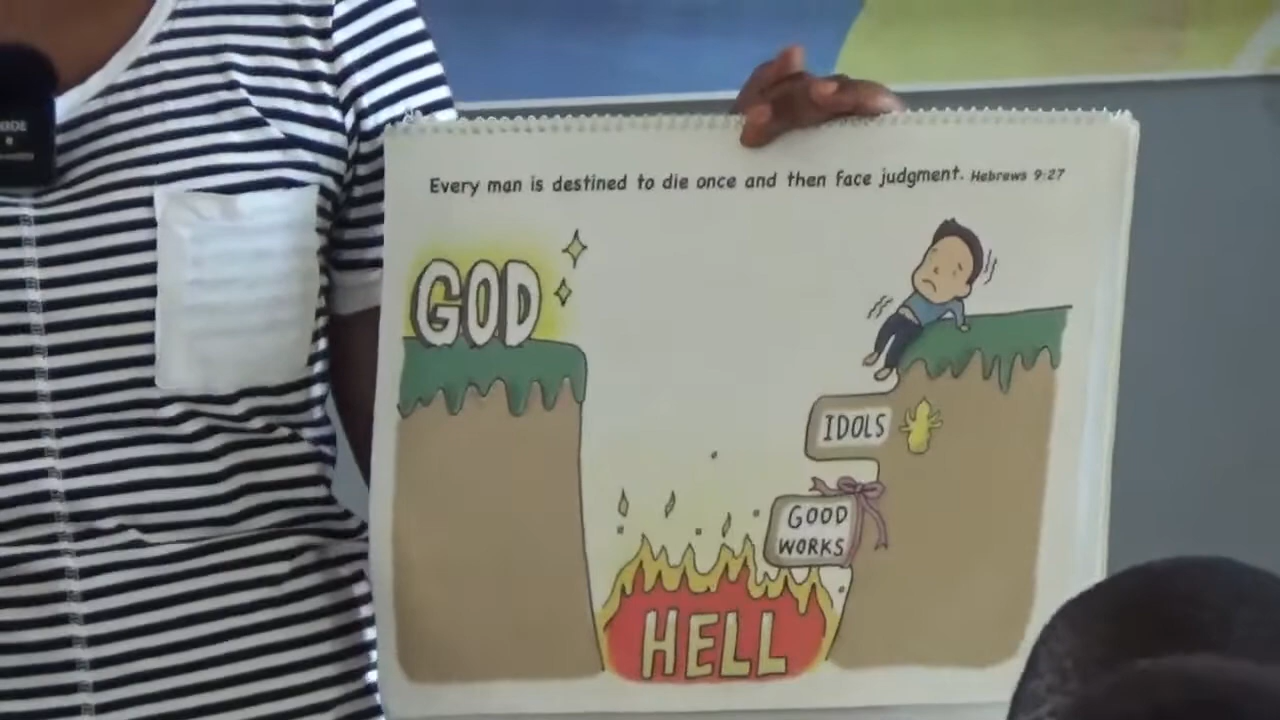 Every man is destined to die once and then face judgment. Hebrews 9:27
GOD
IDOLS
GOOD
WORKS
HELL